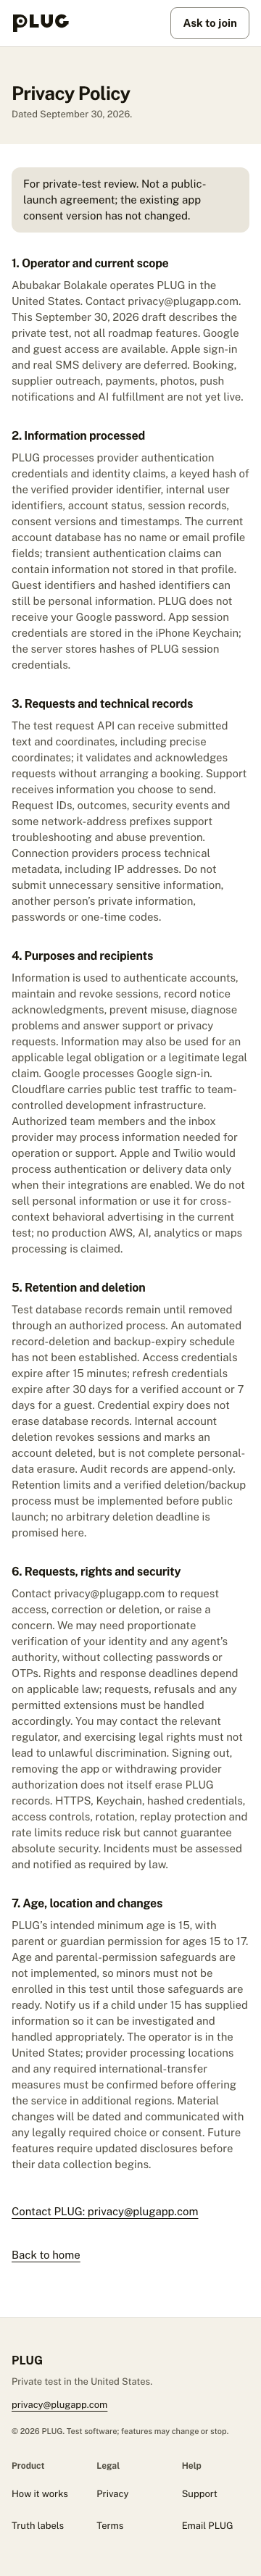 PLUG
Ask to join
Privacy Policy
Dated September 30, 2026.
For private-test review. Not a public-
launch agreement; the existing app
consent version has not changed.
1. Operator and current scope
Abubakar Bolakale operates PLUG in the
United States. Contact privacy@plugapp.com.
This September 30, 2026 draft describes the
private test, not all roadmap features. Google
and guest access are available. Apple sign-in
and real SMS delivery are deferred. Booking,
supplier outreach, payments, photos, push
notifications and AI fulfillment are not yet live.
2. Information processed
PLUG processes provider authentication
credentials and identity claims, a keyed hash of
the verified provider identifier, internal user
identifiers, account status, session records,
consent versions and timestamps. The current
account database has no name or email profile
fields; transient authentication claims can
contain information not stored in that profile.
Guest identifiers and hashed identifiers can
still be personal information. PLUG does not
receive your Google password. App session
credentials are stored in the iPhone Keychain;
the server stores hashes of PLUG session
credentials.
3. Requests and technical records
The test request API can receive submitted
text and coordinates, including precise
coordinates; it validates and acknowledges
requests without arranging a booking. Support
receives information you choose to send.
Request IDs, outcomes, security events and
some network-address prefixes support
troubleshooting and abuse prevention.
Connection providers process technical
metadata, including IP addresses. Do not
submit unnecessary sensitive information,
another person's private information,
passwords or one-time codes.
4. Purposes and recipients
Information is used to authenticate accounts,
maintain and revoke sessions, record notice
acknowledgments, prevent misuse, diagnose
problems and answer support or privacy
requests. Information may also be used for an
applicable legal obligation or a legitimate legal
claim. Google processes Google sign-in.
Cloudflare carries public test traffic to team-
controlled development infrastructure.
Authorized team members and the inbox
provider may process information needed for
operation or support. Apple and Twilio would
process authentication or delivery data only
when their integrations are enabled. We do not
sell personal information or use it for cross-
context behavioral advertising in the current
test; no production AWS, AI, analytics or maps
processing is claimed.
5. Retention and deletion
Test database records remain until removed
through an authorized process. An automated
record-deletion and backup-expiry schedule
has not been established. Access credentials
expire after 15 minutes; refresh credentials
expire after 30 days for a verified account or 7
days for a guest. Credential expiry does not
erase database records. Internal account
deletion revokes sessions and marks an
account deleted, but is not complete personal-
data erasure. Audit records are append-only.
Retention limits and a verified deletion/backup
process must be implemented before public
launch; no arbitrary deletion deadline is
promised here.
6. Requests, rights and security
Contact privacy@plugapp.com to request
access, correction or deletion, or raise a
concern. We may need proportionate
verification of your identity and any agent's
authority, without collecting passwords or
OTPs. Rights and response deadlines depend
on applicable law; requests, refusals and any
permitted extensions must be handled
accordingly. You may contact the relevant
regulator, and exercising legal rights must not
lead to unlawful discrimination. Signing out,
removing the app or withdrawing provider
authorization does not itself erase PLUG
records. HTTPS, Keychain, hashed credentials,
access controls, rotation, replay protection and
rate limits reduce risk but cannot guarantee
absolute security. Incidents must be assessed
and notified as required by law.
7. Age, location and changes
PLUG's intended minimum age is 15, with
parent or guardian permission for ages 15 to 17.
Age and parental-permission safeguards are
not implemented, so minors must not be
enrolled in this test until those safeguards are
ready. Notify us if a child under 15 has supplied
information so it can be investigated and
handled appropriately. The operator is in the
United States; provider processing locations
and any required international-transfer
measures must be confirmed before offering
the service in additional regions. Material
changes will be dated and communicated with
any legally required choice or consent. Future
features require updated disclosures before
their data collection begins.
Contact PLUG: privacy@plugapp.com
Back to home
PLUG
Private test in the United States.
privacy@plugapp.com
© 2026 PLUG. Test software; features may change or stop.
Product Legal Help
How it works Privacy Support
Truth labels Terms Email PLUG